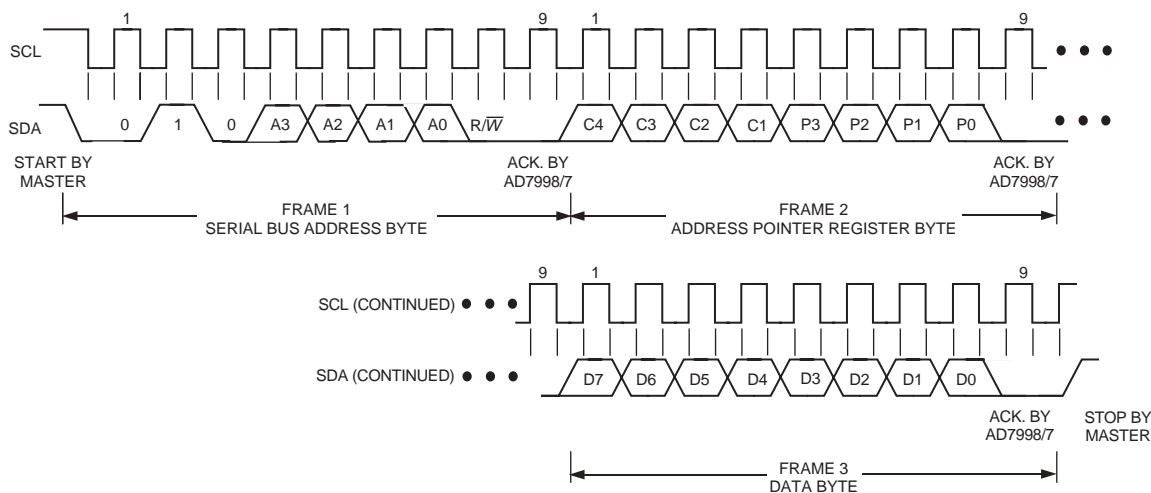 1 9 1 9
SCL
SDA 0 1 0 A3 A2 A1 A0 R/W̅ C4 C3 C2 C1 P3 P2 P1 P0
START BY
MASTER
ACK. BY
AD7998/7
ACK. BY
AD7998/7
FRAME 1
SERIAL BUS ADDRESS BYTE
FRAME 2
ADDRESS POINTER REGISTER BYTE
9 1 9
SCL (CONTINUED)
SDA (CONTINUED) D7 D6 D5 D4 D3 D2 D1 D0
ACK. BY
AD7998/7
STOP BY
MASTER
FRAME 3
DATA BYTE